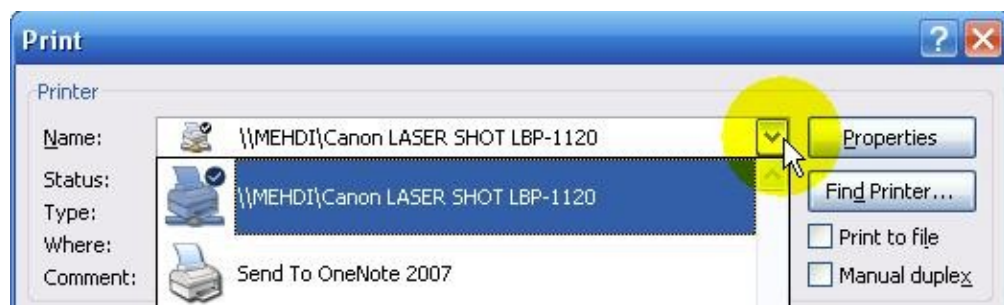 Print
Printer
Name: \\MEHDI\Canon LASER SHOT LBP-1120 Properties
Status: \\MEHDI\Canon LASER SHOT LBP-1120 Find Printer...
Type:
Where: Print to file
Comment: Send To OneNote 2007 Manual duplex